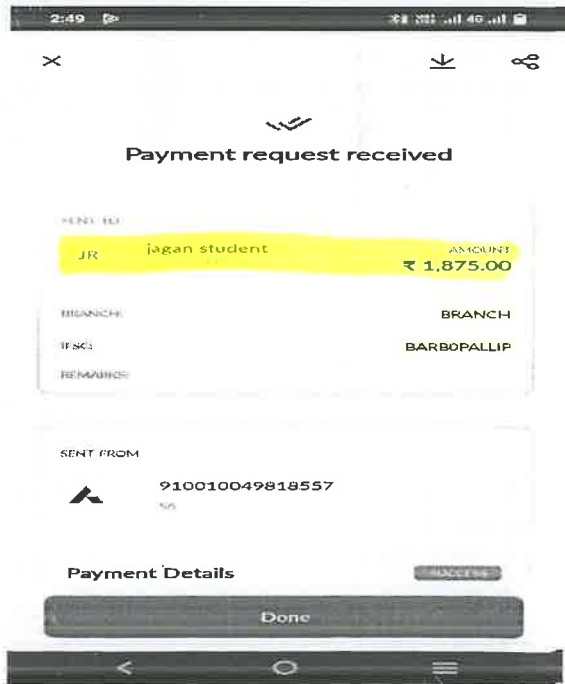 2:49
Payment request received
SENT TO:
JR jagan student AMOUNT
₹ 1,875.00
BRANCH: BRANCH
IFSC: BARB0PALLIP
REMARKS:
SENT FROM
910010049818557
Payment Details SUCCESS
Done